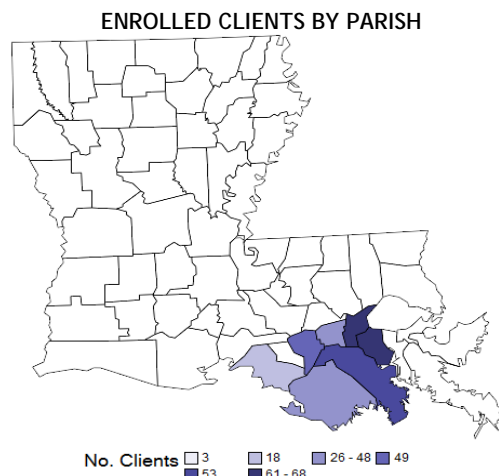 ENROLLED CLIENTS BY PARISH
No. Clients 3 18 26 - 48 49
53 61 - 68